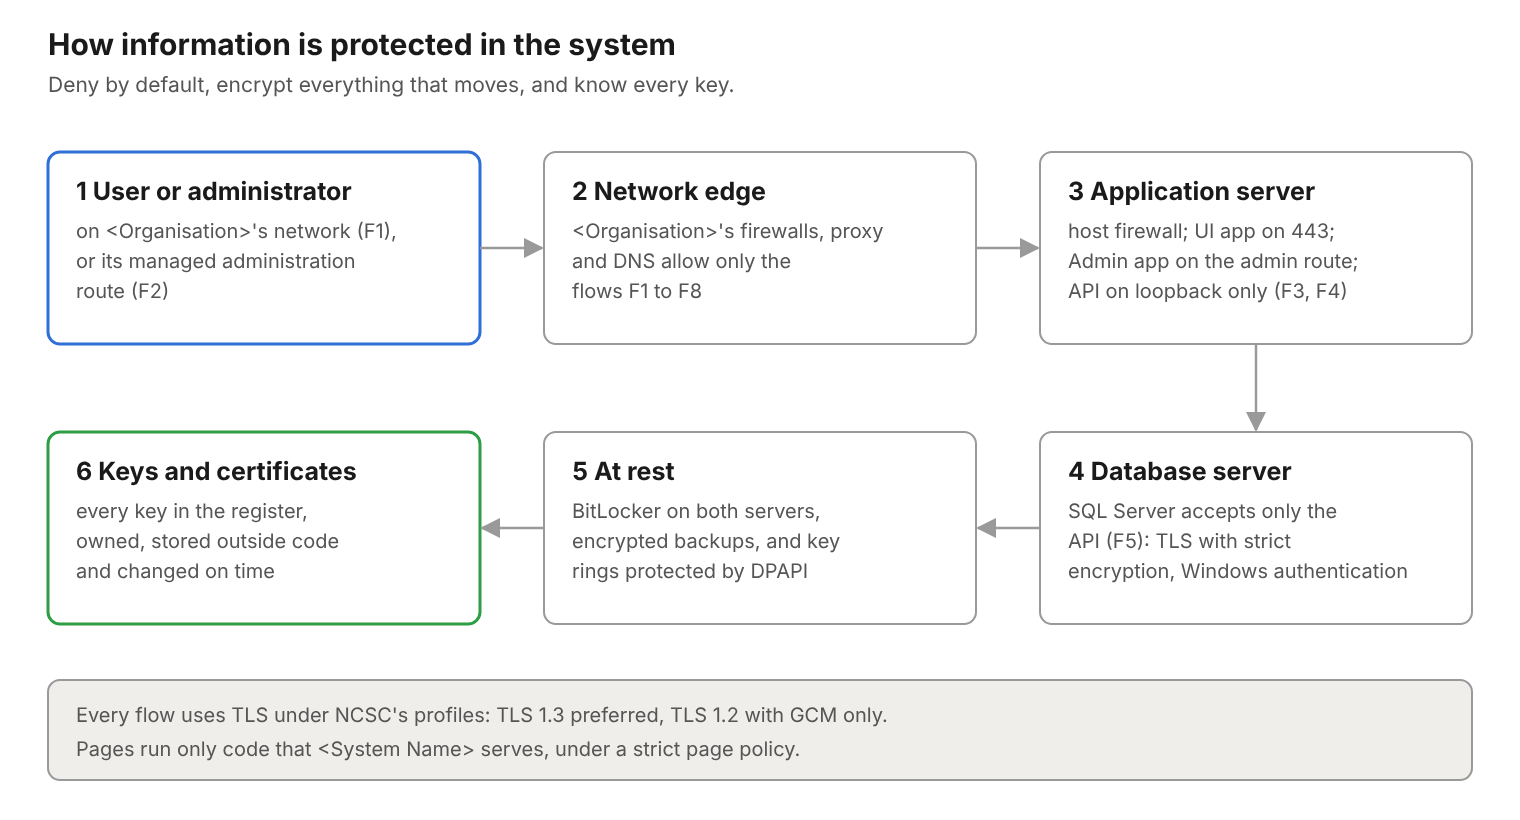 How information is protected in the system
Deny by default, encrypt everything that moves, and know every key.
1 User or administrator
on <Organisation>'s network (F1),
or its managed administration
route (F2)
2 Network edge
<Organisation>'s firewalls, proxy
and DNS allow only the
flows F1 to F8
3 Application server
host firewall; UI app on 443;
Admin app on the admin route;
API on loopback only (F3, F4)
4 Database server
SQL Server accepts only the
API (F5): TLS with strict
encryption, Windows authentication
5 At rest
BitLocker on both servers,
encrypted backups, and key
rings protected by DPAPI
6 Keys and certificates
every key in the register,
owned, stored outside code
and changed on time
Every flow uses TLS under NCSC's profiles: TLS 1.3 preferred, TLS 1.2 with GCM only.
Pages run only code that <System Name> serves, under a strict page policy.